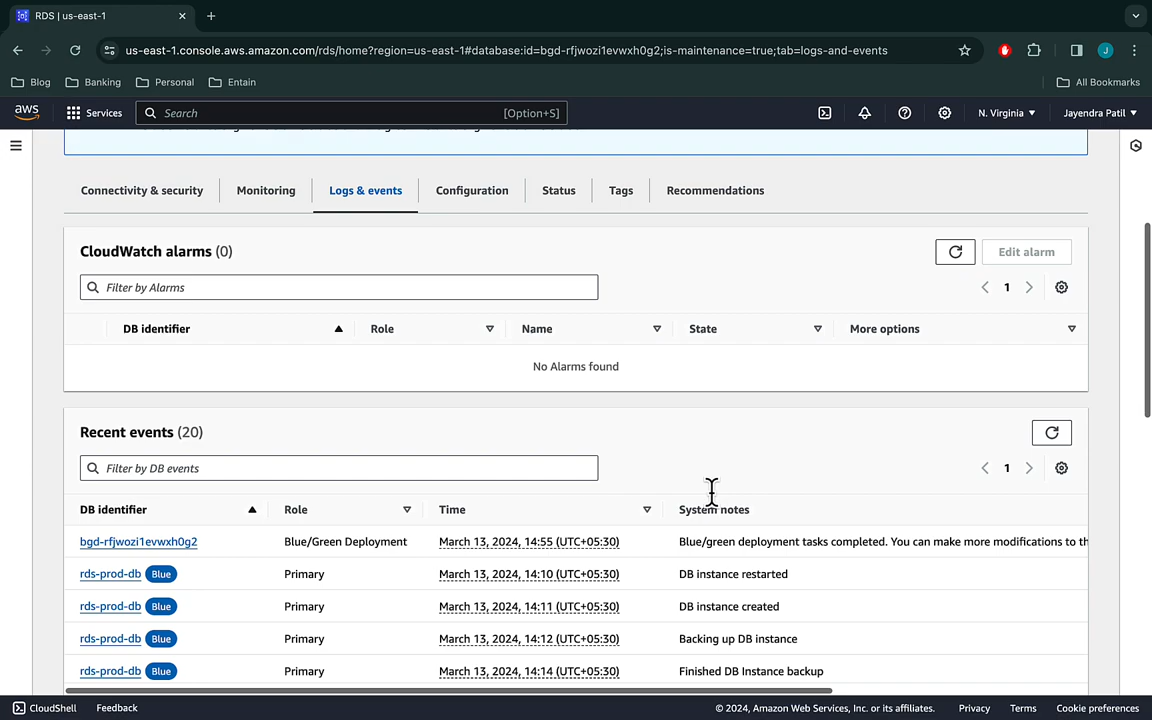 RDS | us-east-1
us-east-1.console.aws.amazon.com/rds/home?region=us-east-1#database:id=bgd-rfjwozi1evwxh0g2;is-maintenance=true;tab=logs-and-events
J
Blog Banking Personal Entain All Bookmarks
aws Services Search [Option+S] N. Virginia Jayendra Patil
Connectivity & security Monitoring Logs & events Configuration Status Tags Recommendations
CloudWatch alarms (0) Edit alarm
Filter by Alarms 1
DB identifier Role Name State More options
No Alarms found
Recent events (20)
Filter by DB events 1
DB identifier Role Time System notes
bgd-rfjwozi1evwxh0g2 Blue/Green Deployment March 13, 2024, 14:55 (UTC+05:30) Blue/green deployment tasks completed. You can make more modifications to th
rds-prod-db Blue Primary March 13, 2024, 14:10 (UTC+05:30) DB instance restarted
rds-prod-db Blue Primary March 13, 2024, 14:11 (UTC+05:30) DB instance created
rds-prod-db Blue Primary March 13, 2024, 14:12 (UTC+05:30) Backing up DB instance
rds-prod-db Blue Primary March 13, 2024, 14:14 (UTC+05:30) Finished DB Instance backup
CloudShell Feedback © 2024, Amazon Web Services, Inc. or its affiliates. Privacy Terms Cookie preferences